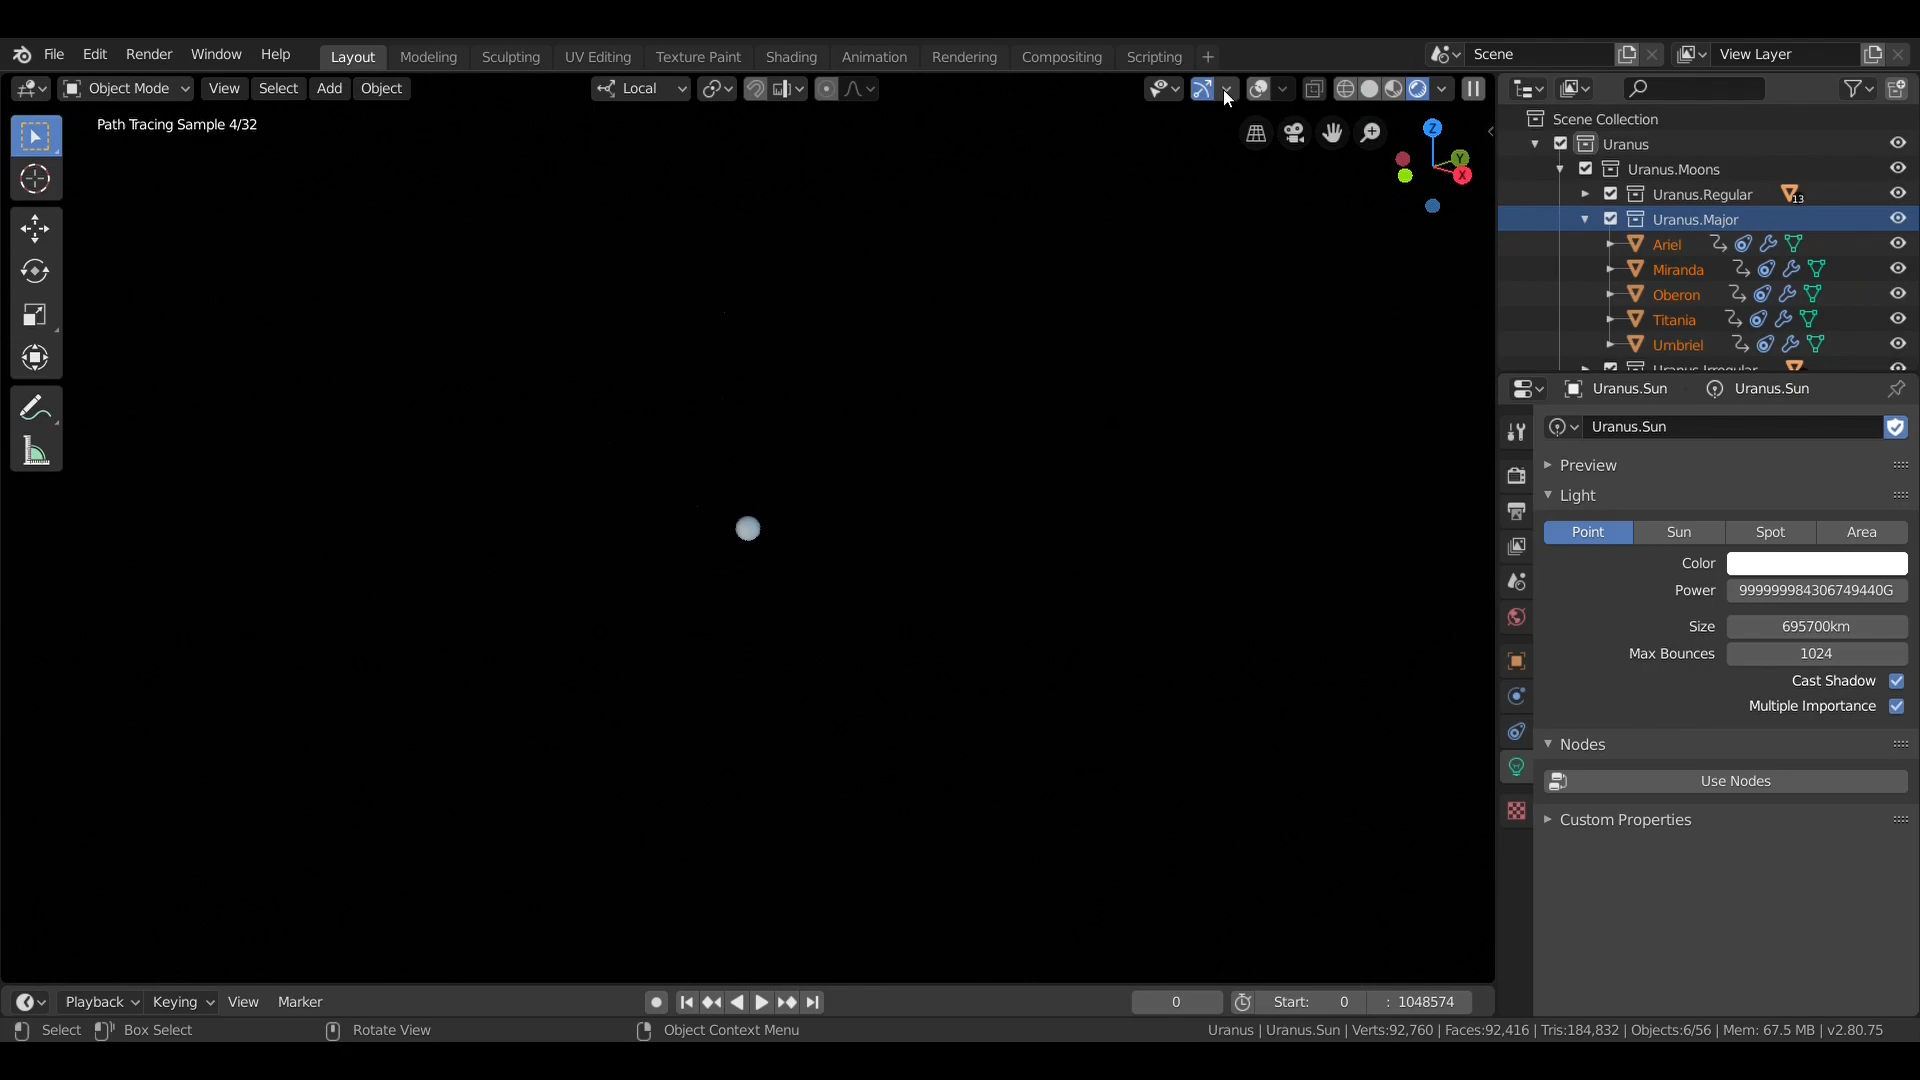 File Edit Render Window Help Layout Modeling Sculpting UV Editing Texture Paint Shading Animation Rendering Compositing Scripting + Scene View Layer
Object Mode View Select Add Object Local
Path Tracing Sample 4/32
Z
Y
X
Scene Collection
Uranus
Uranus.Moons
Uranus.Regular 13
Uranus.Major
Ariel
Miranda
Oberon
Titania
Umbriel
Uranus.Irregular
Uranus.Sun Uranus.Sun
Uranus.Sun
Preview
Light
Point Sun Spot Area
Color
Power 999999984306749440G
Size 695700km
Max Bounces 1024
Cast Shadow
Multiple Importance
Nodes
Use Nodes
Custom Properties
Playback Keying View Marker 0 Start: 0 : 1048574
Select Box Select Rotate View Object Context Menu Uranus | Uranus.Sun | Verts:92,760 | Faces:92,416 | Tris:184,832 | Objects:6/56 | Mem: 67.5 MB | v2.80.75